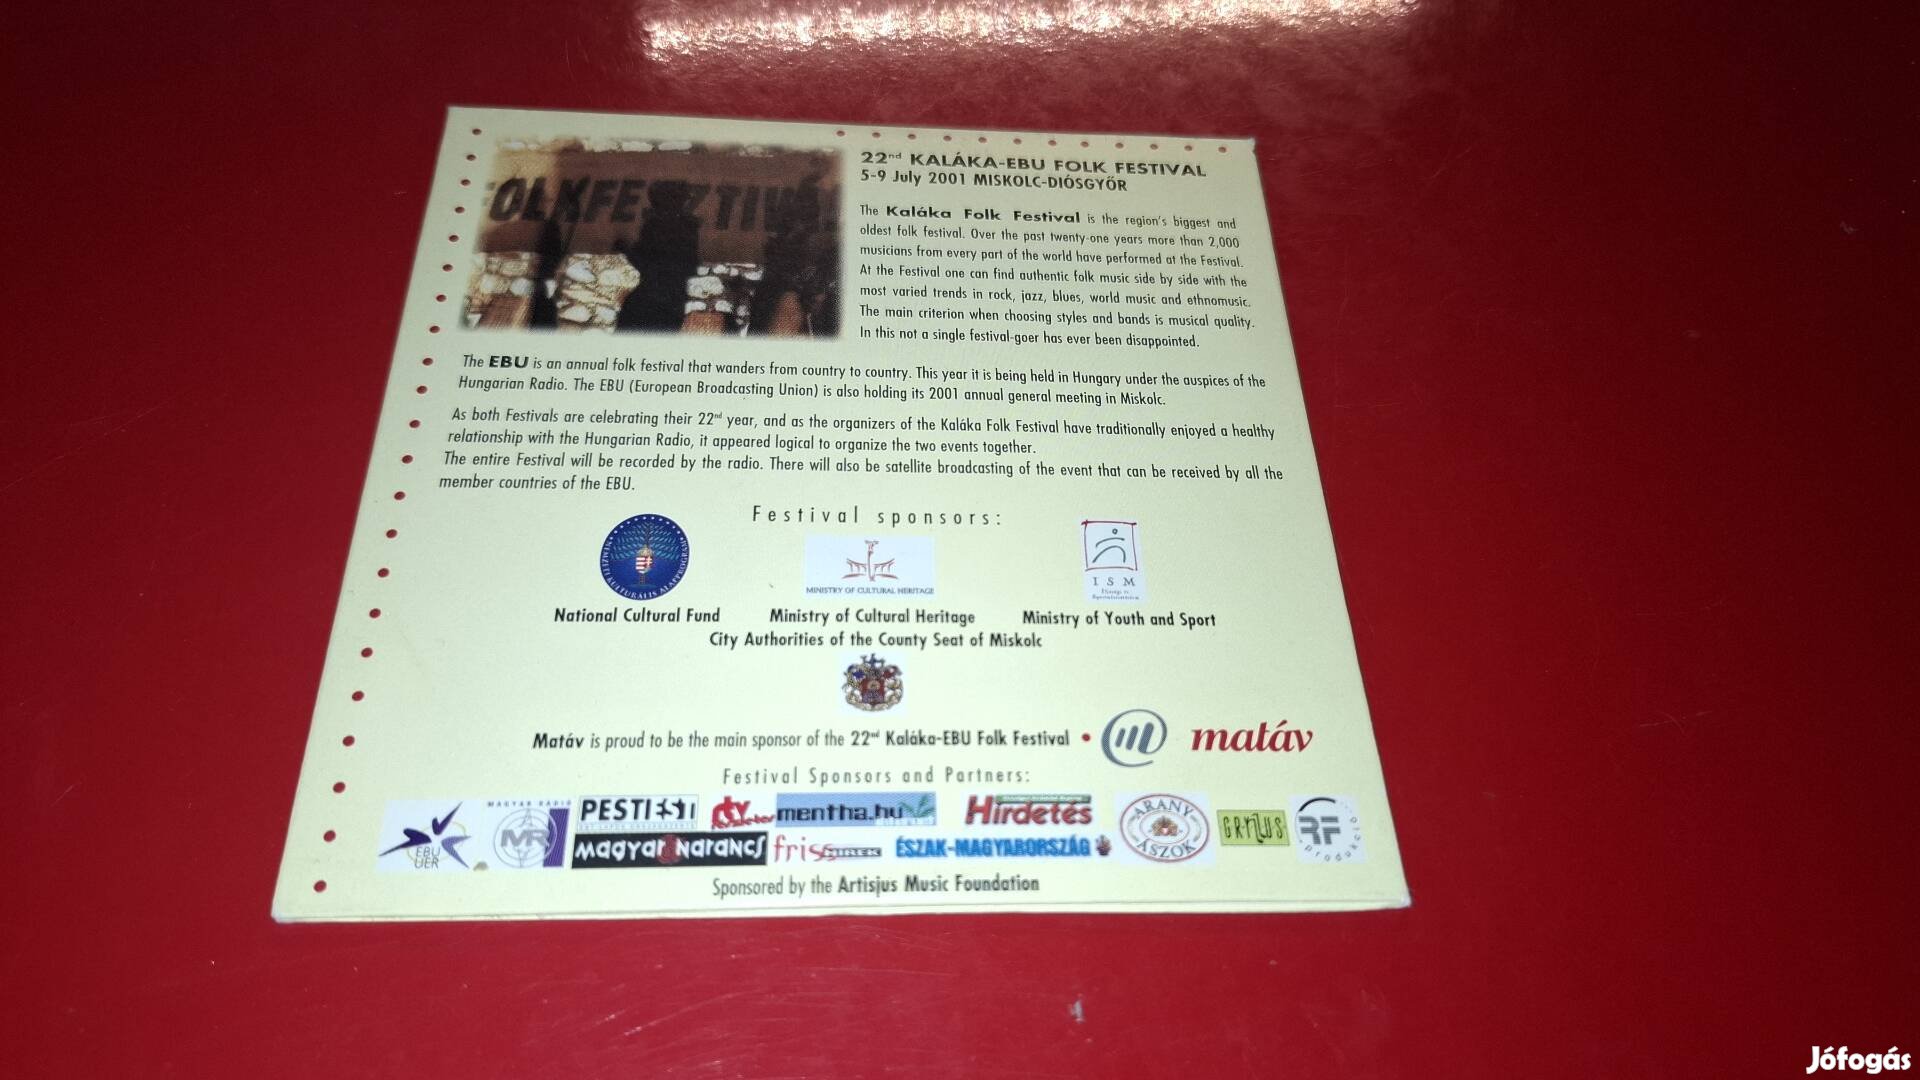 OLKFESZTIVÁ
22nd KALÁKA-EBU FOLK FESTIVAL
5-9 July 2001 MISKOLC-DIÓSGYŐR
The Kaláka Folk Festival is the region's biggest and
oldest folk festival. Over the past twenty-one years more than 2,000
musicians from every part of the world have performed at the Festival.
At the Festival one can find authentic folk music side by side with the
most varied trends in rock, jazz, blues, world music and ethnomusic.
The main criterion when choosing styles and bands is musical quality.
In this not a single festival-goer has ever been disappointed.
The EBU is an annual folk festival that wanders from country to country. This year it is being held in Hungary under the auspices of the
Hungarian Radio. The EBU (European Broadcasting Union) is also holding its 2001 annual general meeting in Miskolc.
As both Festivals are celebrating their 22nd year, and as the organizers of the Kaláka Folk Festival have traditionally enjoyed a healthy
relationship with the Hungarian Radio, it appeared logical to organize the two events together.
The entire Festival will be recorded by the radio. There will also be satellite broadcasting of the event that can be received by all the
member countries of the EBU.
Festival sponsors:
NEMZETI KULTURÁLIS ALAPPROGRAM
MINISTRY OF CULTURAL HERITAGE
I S M
National Cultural Fund
Ministry of Cultural Heritage
Ministry of Youth and Sport
City Authorities of the County Seat of Miskolc
Matáv is proud to be the main sponsor of the 22nd Kaláka-EBU Folk Festival • matáv
Festival Sponsors and Partners:
EBU UER
MAGYAR RÁDIÓ
MR
PESTI EST
rtv
mentha.hu
Hirdetés
ARANY ÁSZOK
GRYLLUS
RF produkció
magyar narancs
friss HÍREK
ÉSZAK-MAGYARORSZÁG
Sponsored by the Artisjus Music Foundation
Jófogás